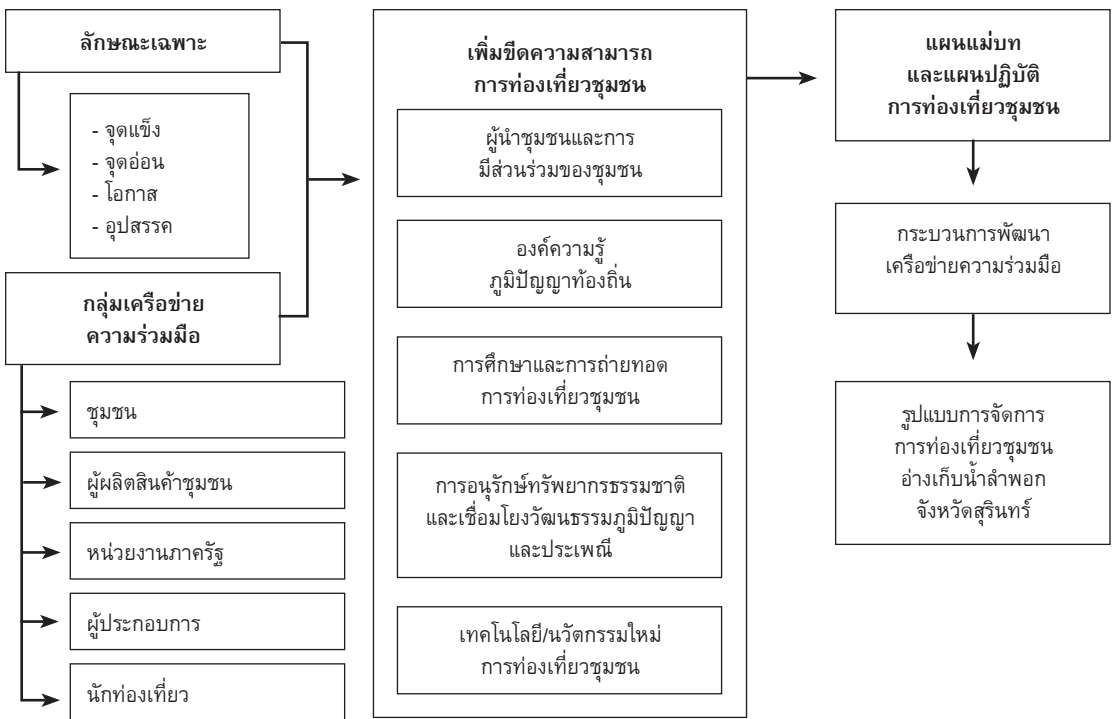 ลักษณะเฉพาะ
- จุดแข็ง
- จุดอ่อน
- โอกาส
- อุปสรรค
กลุ่มเครือข่าย
ความร่วมมือ
ชุมชน
ผู้ผลิตสินค้าชุมชน
หน่วยงานภาครัฐ
ผู้ประกอบการ
นักท่องเที่ยว
เพิ่มขีดความสามารถ
การท่องเที่ยวชุมชน
ผู้นำชุมชนและการ
มีส่วนร่วมของชุมชน
องค์ความรู้
ภูมิปัญญาท้องถิ่น
การศึกษาและการถ่ายทอด
การท่องเที่ยวชุมชน
การอนุรักษ์ทรัพยากรธรรมชาติ
และเชื่อมโยงวัฒนธรรมภูมิปัญญา
และประเพณี
เทคโนโลยี/นวัตกรรมใหม่
การท่องเที่ยวชุมชน
แผนแม่บท
และแผนปฏิบัติ
การท่องเที่ยวชุมชน
กระบวนการพัฒนา
เครือข่ายความร่วมมือ
รูปแบบการจัดการ
การท่องเที่ยวชุมชน
อ่างเก็บน้ำลำพอก
จังหวัดสุรินทร์